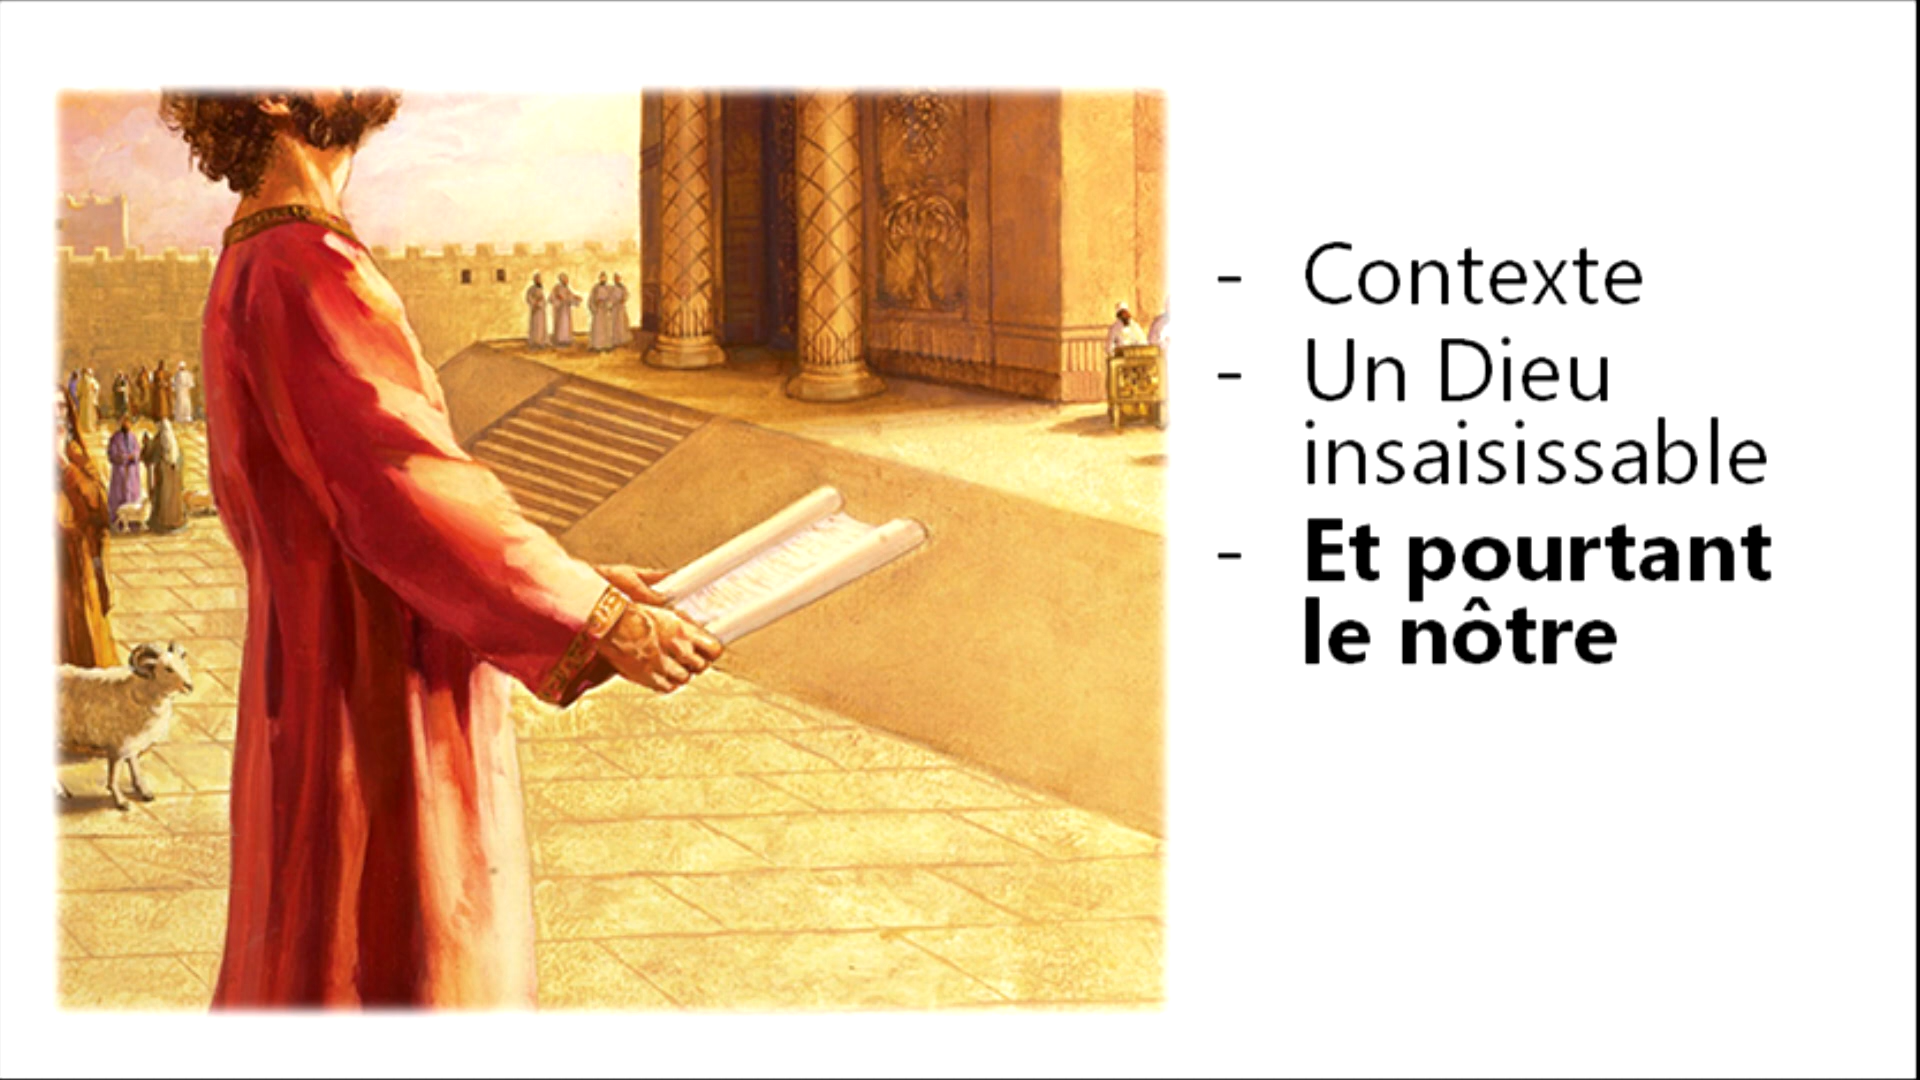 - Contexte
- Un Dieu
insaisissable
- Et pourtant
le nôtre